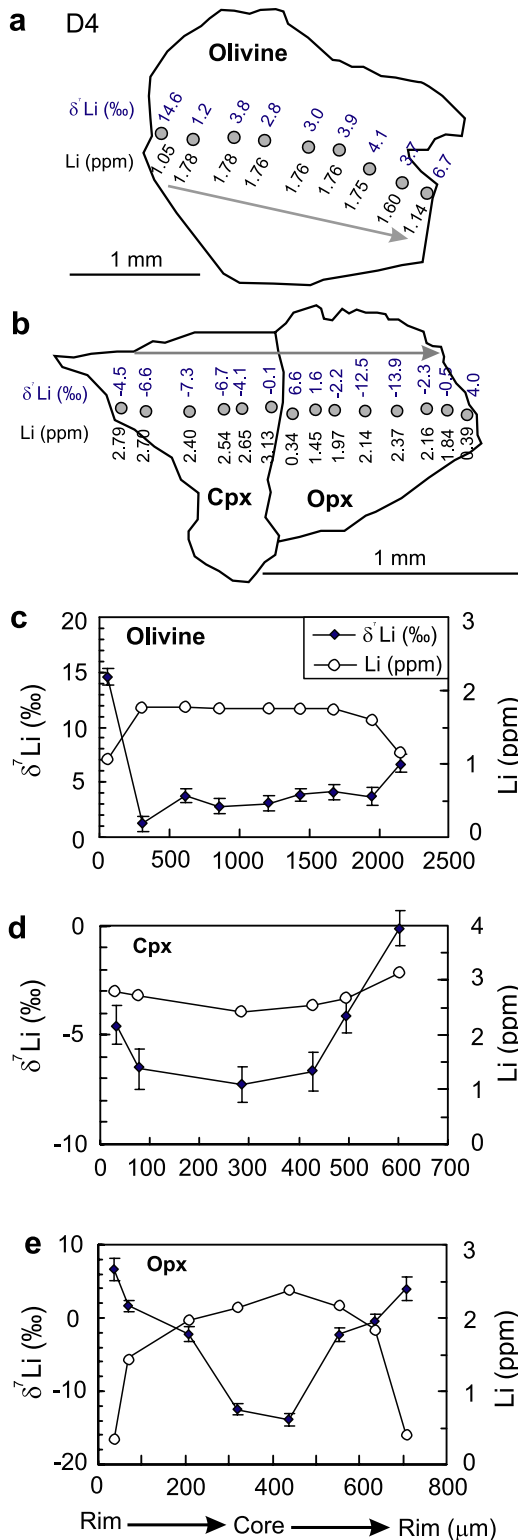 a D4
Olivine
δ⁷Li (‰) 14.6 1.2 3.8 2.8 3.0 3.9 4.1 3.7 6.7
Li (ppm) 1.05 1.78 1.78 1.76 1.76 1.76 1.75 1.60 1.14
1 mm
b
δ⁷Li (‰) -4.5 -6.6 -7.3 -6.7 -4.1 -0.1 6.6 1.6 -2.2 -12.5 -13.9 -2.3 -0.5 4.0
Li (ppm) 2.79 2.70 2.40 2.54 2.65 3.13 0.34 1.45 1.97 2.14 2.37 2.16 1.84 0.39
Cpx Opx
1 mm
c
Olivine
δ⁷Li (‰)
Li (ppm)
20 15 10 5 0
δ⁷Li (‰)
3 2 1 0
Li (ppm)
0 500 1000 1500 2000 2500
d
Cpx
0 -5 -10
δ⁷Li (‰)
4 3 2 1 0
Li (ppm)
0 100 200 300 400 500 600 700
e
Opx
10 0 -10 -20
δ⁷Li (‰)
3 2 1 0
Li (ppm)
0 200 400 600 800
Rim Core Rim (μm)